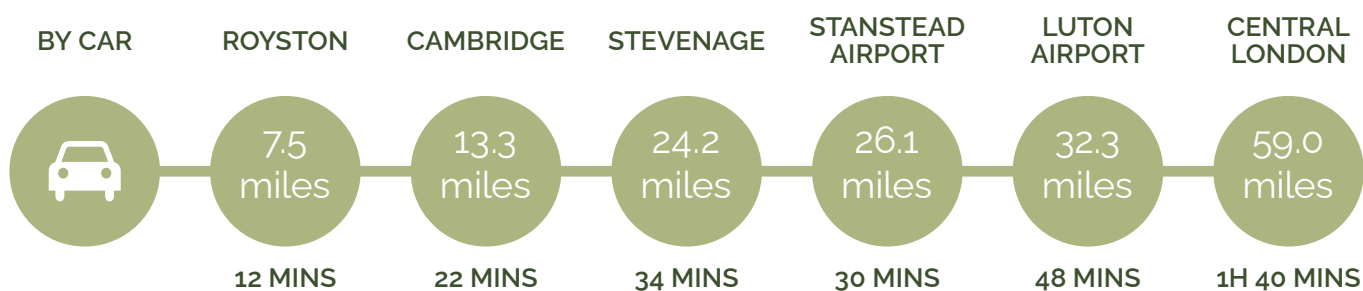 BY CAR
ROYSTON
CAMBRIDGE
STEVENAGE
STANSTEAD
AIRPORT
LUTON
AIRPORT
CENTRAL
LONDON
7.5
miles
13.3
miles
24.2
miles
26.1
miles
32.3
miles
59.0
miles
12 MINS
22 MINS
34 MINS
30 MINS
48 MINS
1H 40 MINS